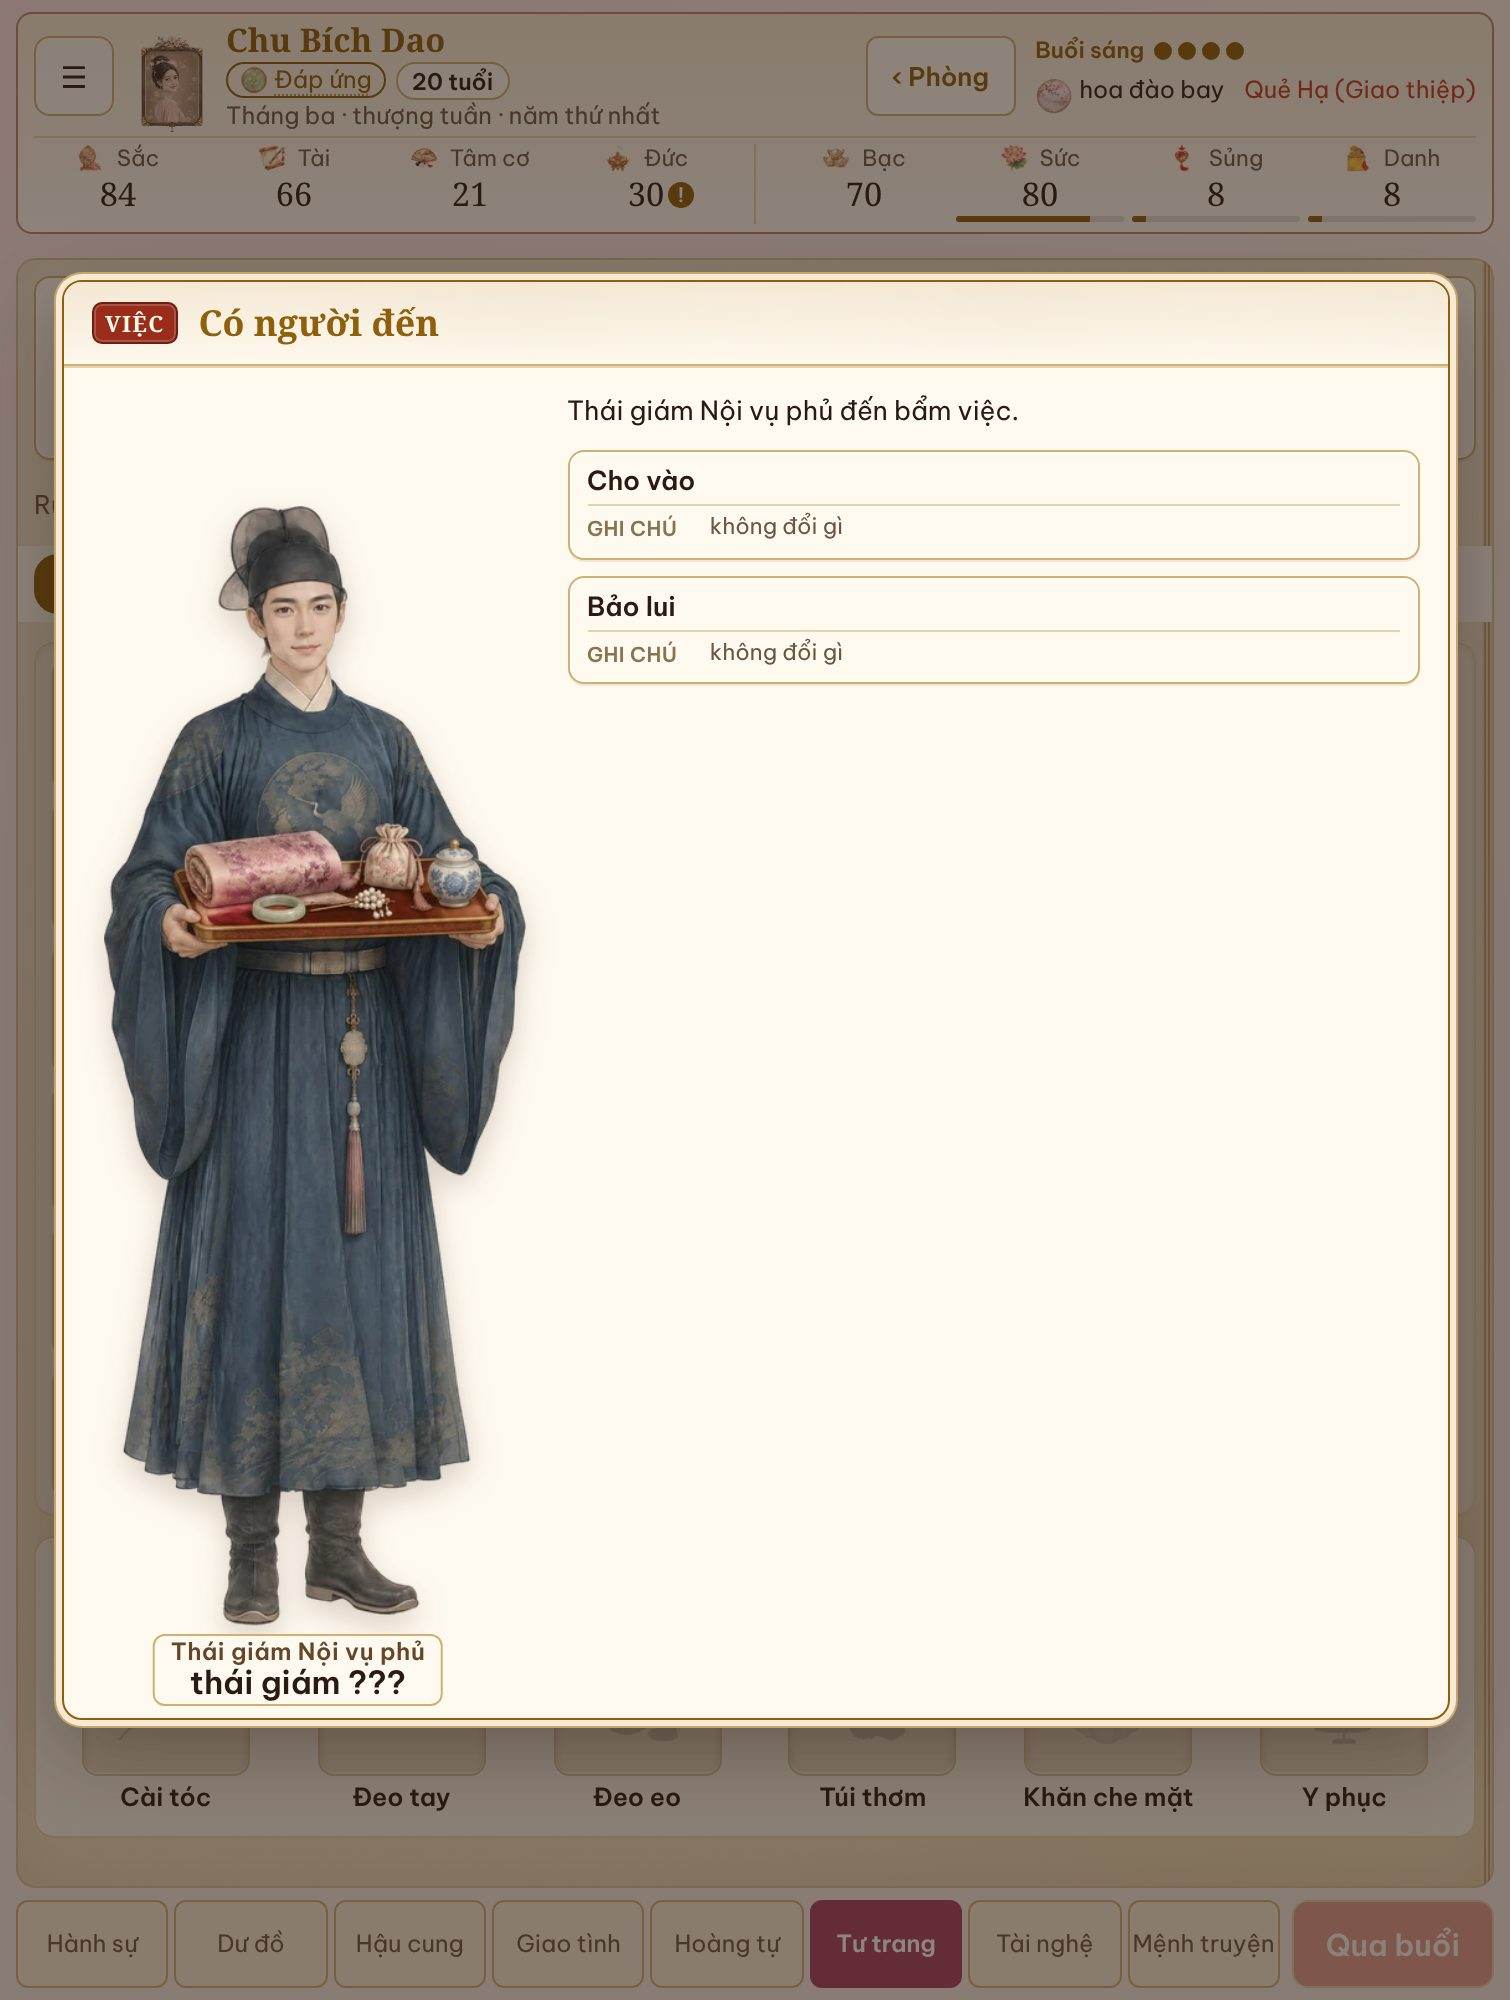 ☰
Chu Bích Dao
Đáp ứng
20 tuổi
Tháng ba · thượng tuần · năm thứ nhất
‹ Phòng
Buổi sáng
hoa đào bay
Quẻ Hạ (Giao thiệp)
Sắc
84
Tài
66
Tâm cơ
21
Đức
30 !
Bạc
70
Sức
80
Sủng
8
Danh
8
VIỆC Có người đến
Thái giám Nội vụ phủ đến bẩm việc.
Cho vào
GHI CHÚ không đổi gì
Bảo lui
GHI CHÚ không đổi gì
Thái giám Nội vụ phủ
thái giám ???
Cài tóc
Đeo tay
Đeo eo
Túi thơm
Khăn che mặt
Y phục
Hành sự
Dư đồ
Hậu cung
Giao tình
Hoàng tự
Tư trang
Tài nghệ
Mệnh truyện
Qua buổi